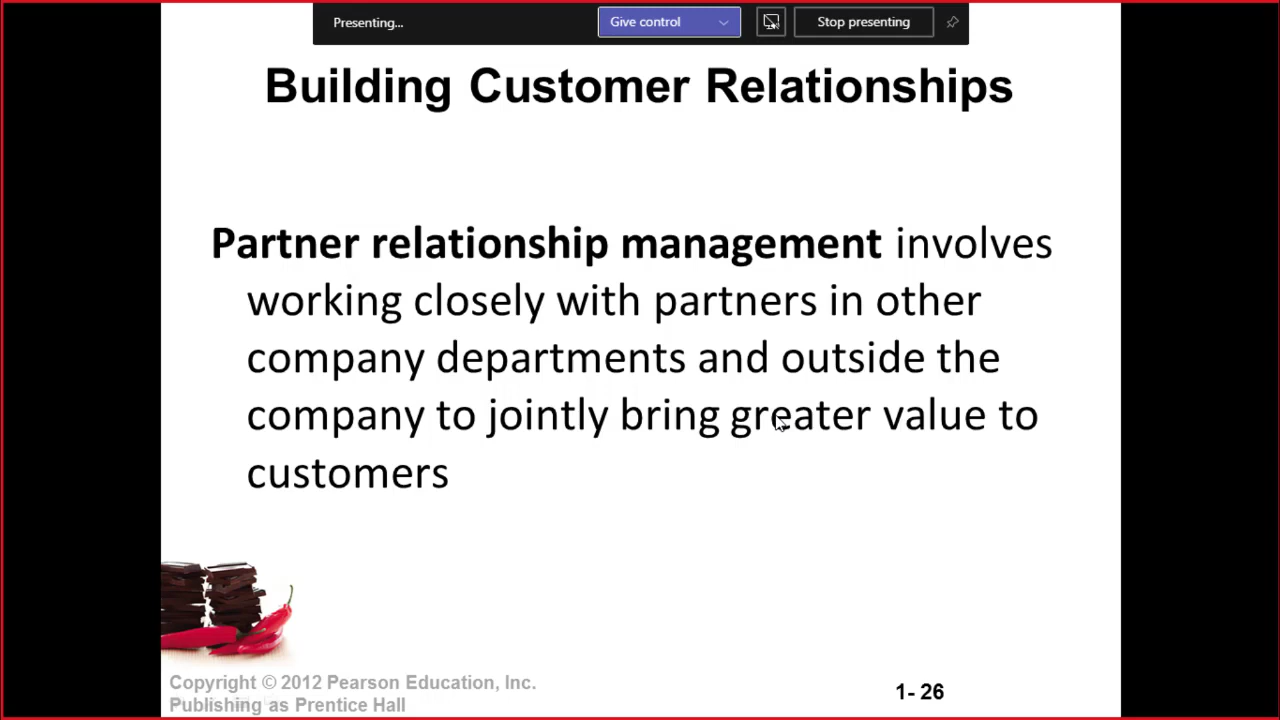 Presenting...
Give control
Stop presenting
Building Customer Relationships
Partner relationship management involves
working closely with partners in other
company departments and outside the
company to jointly bring greater value to
customers
Copyright © 2012 Pearson Education, Inc.
Publishing as Prentice Hall
1- 26